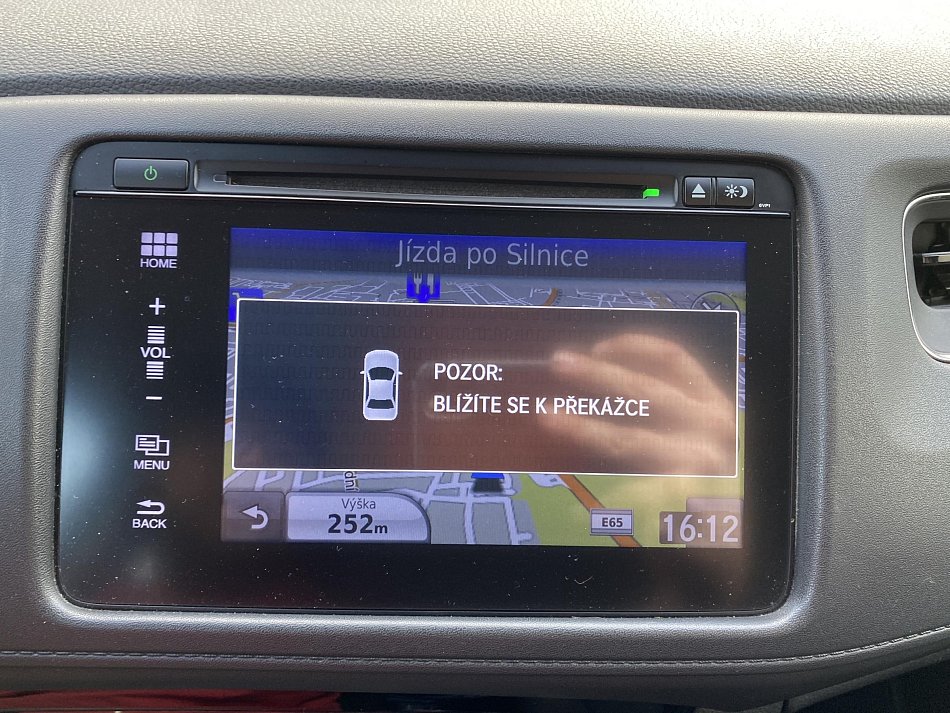 HOME
VOL
MENU
BACK
Jízda po Silnice
POZOR:
BLÍŽÍTE SE K PŘEKÁŽCE
Výška
252m
E65
16:12